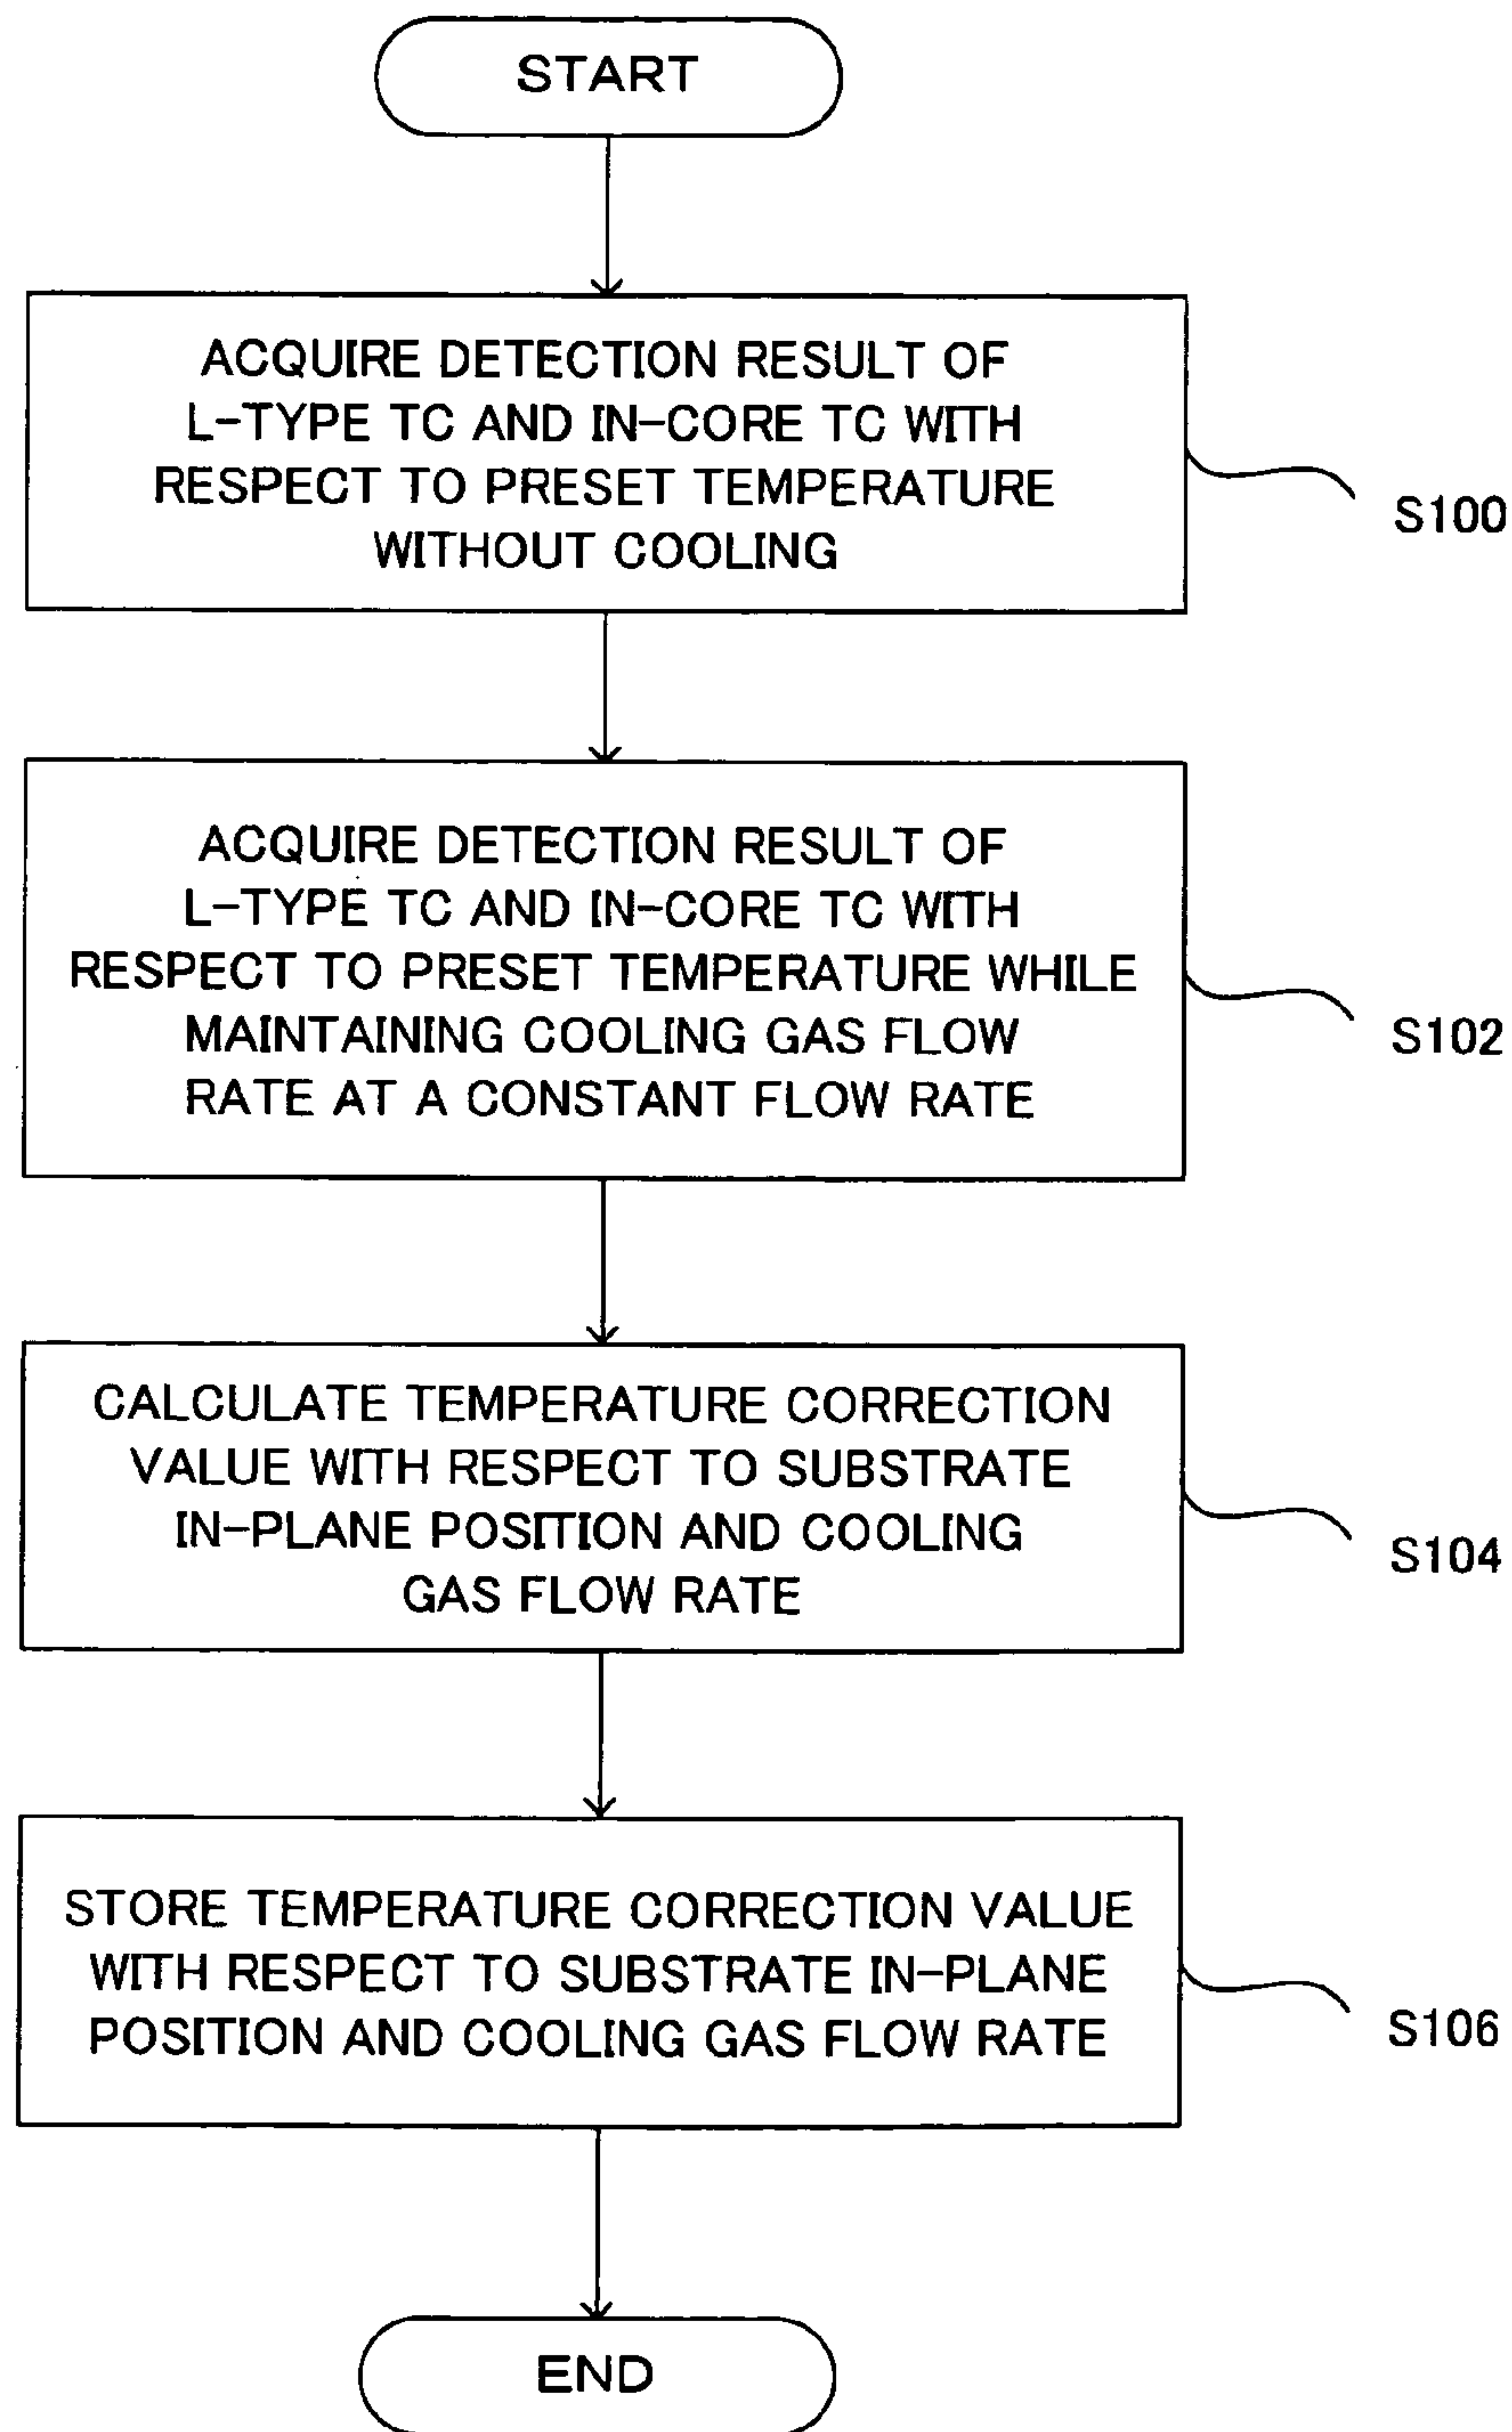 START
ACQUIRE DETECTION RESULT OF
L-TYPE TC AND IN-CORE TC WITH
RESPECT TO PRESET TEMPERATURE
WITHOUT COOLING
S100
ACQUIRE DETECTION RESULT OF
L-TYPE TC AND IN-CORE TC WITH
RESPECT TO PRESET TEMPERATURE WHILE
MAINTAINING COOLING GAS FLOW
RATE AT A CONSTANT FLOW RATE
S102
CALCULATE TEMPERATURE CORRECTION
VALUE WITH RESPECT TO SUBSTRATE
IN-PLANE POSITION AND COOLING
GAS FLOW RATE
S104
STORE TEMPERATURE CORRECTION VALUE
WITH RESPECT TO SUBSTRATE IN-PLANE
POSITION AND COOLING GAS FLOW RATE
S106
END